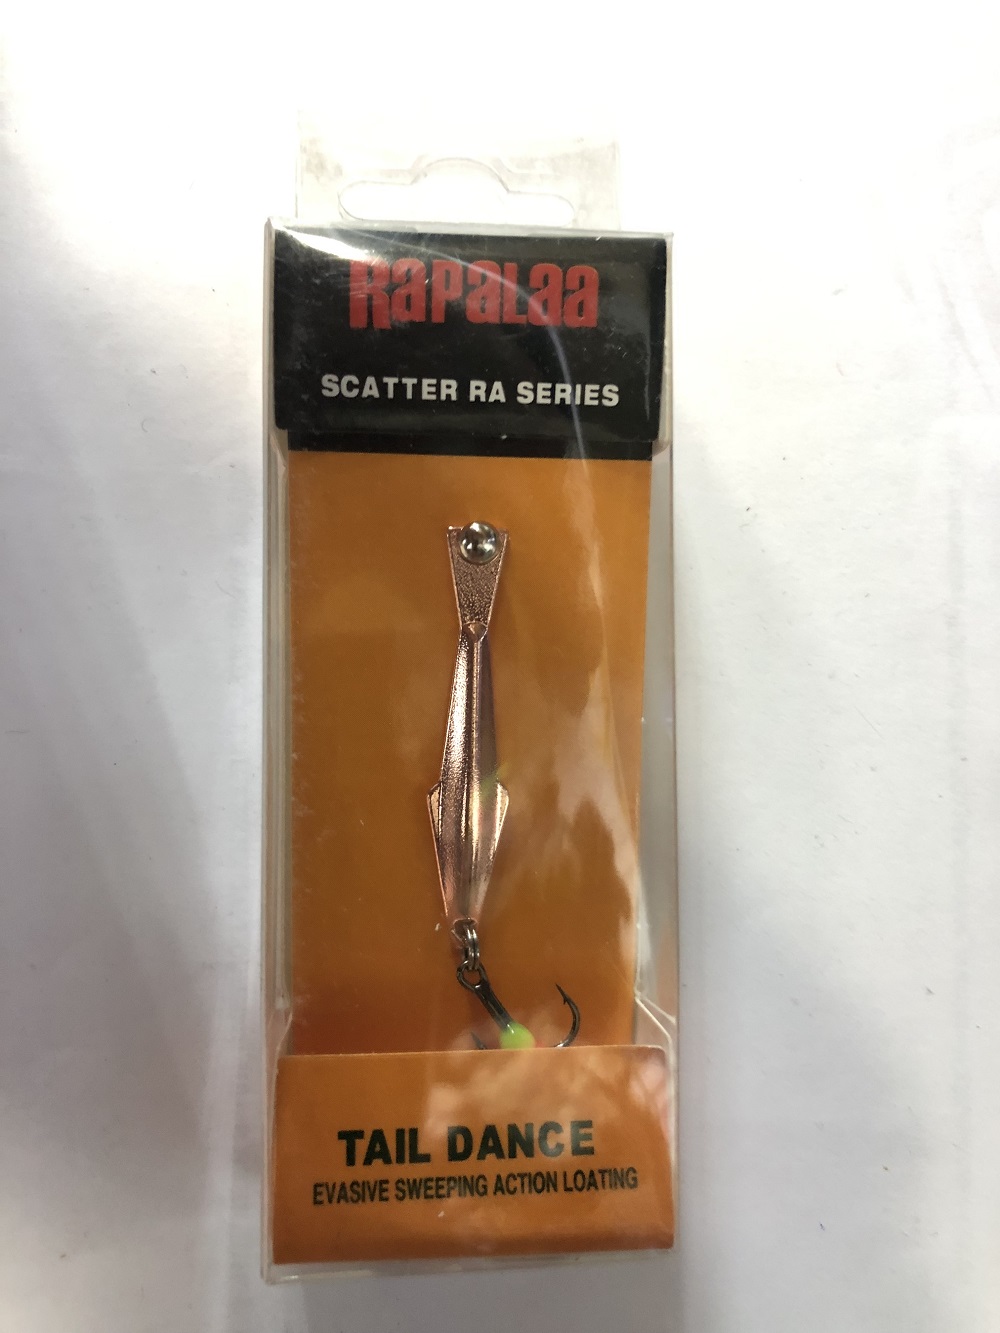 RAPALAA
SCATTER RA SERIES
TAIL DANCE
EVASIVE SWEEPING ACTION LOATING